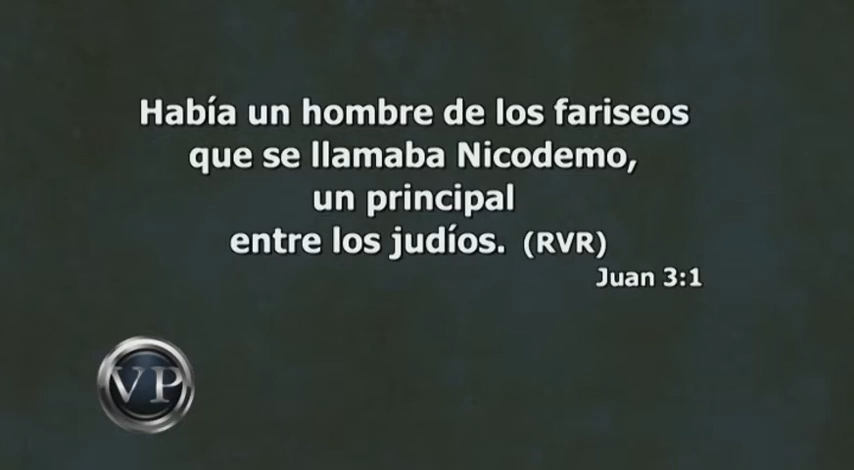 Había un hombre de los fariseos
que se llamaba Nicodemo,
un principal
entre los judíos. (RVR)
Juan 3:1
VP